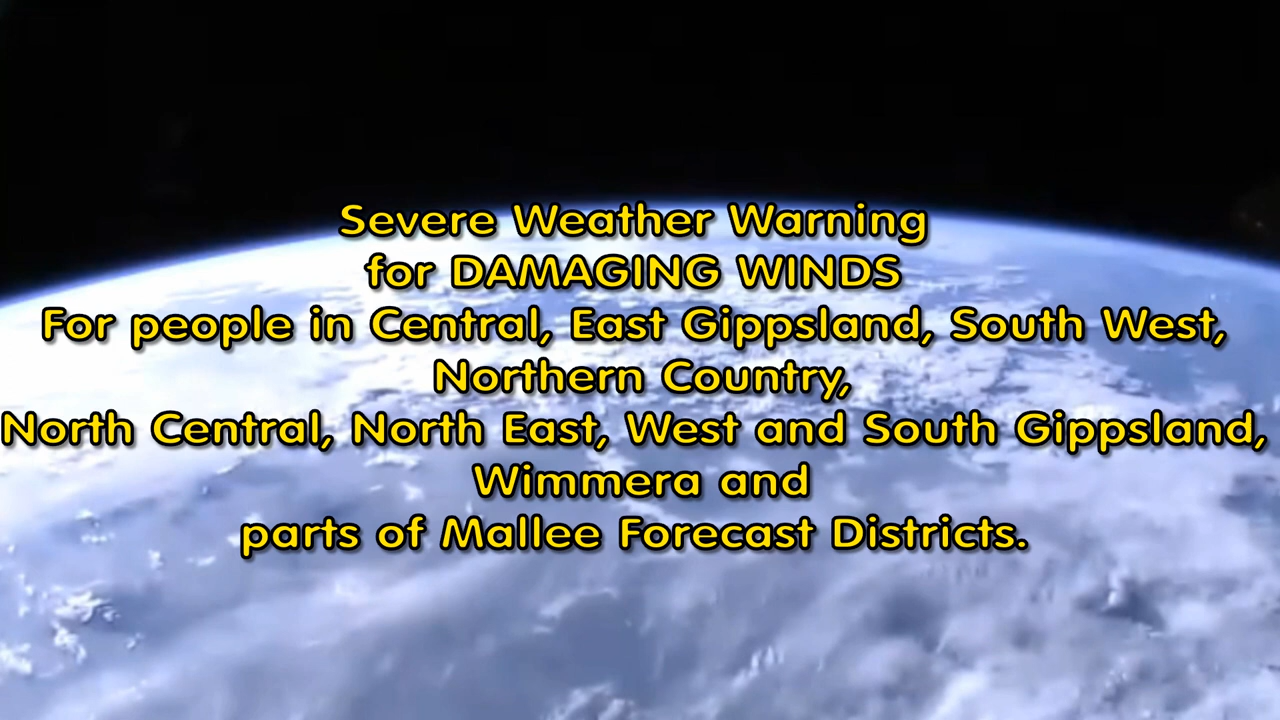 Severe Weather Warning
for DAMAGING WINDS
For people in Central, East Gippsland, South West,
Northern Country,
North Central, North East, West and South Gippsland,
Wimmera and
parts of Mallee Forecast Districts.